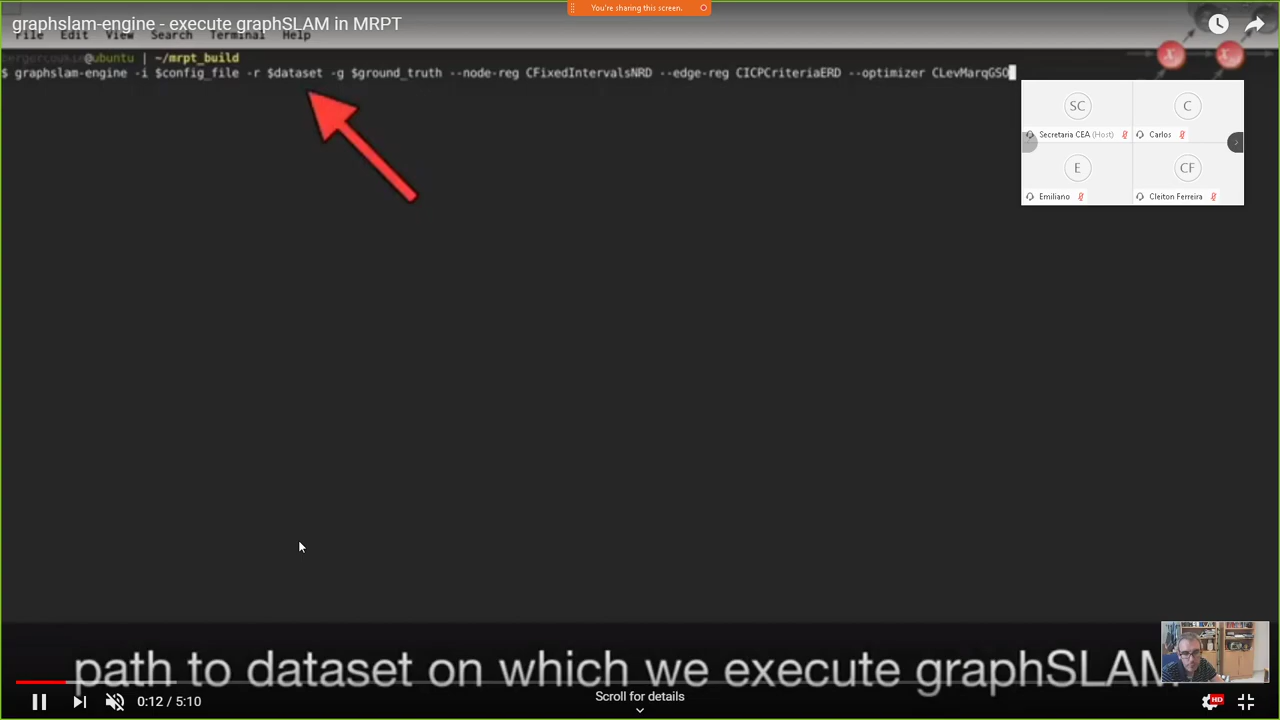 You're sharing this screen.
graphslam-engine - execute graphSLAM in MRPT
File Edit View Search Terminal Help
bergercookie@ubuntu | ~/mrpt_build
$ graphslam-engine -i $config_file -r $dataset -g $ground_truth --node-reg CFixedIntervalsNRD --edge-reg CICPCriteriaERD --optimizer CLevMarqGSO
x x
SC
C
Secretaria CEA (Host)
Carlos
E
CF
Emiliano
Cleiton Ferreira
path to dataset on which we execute graphSLAM.
Scroll for details
0:12 / 5:10
HD